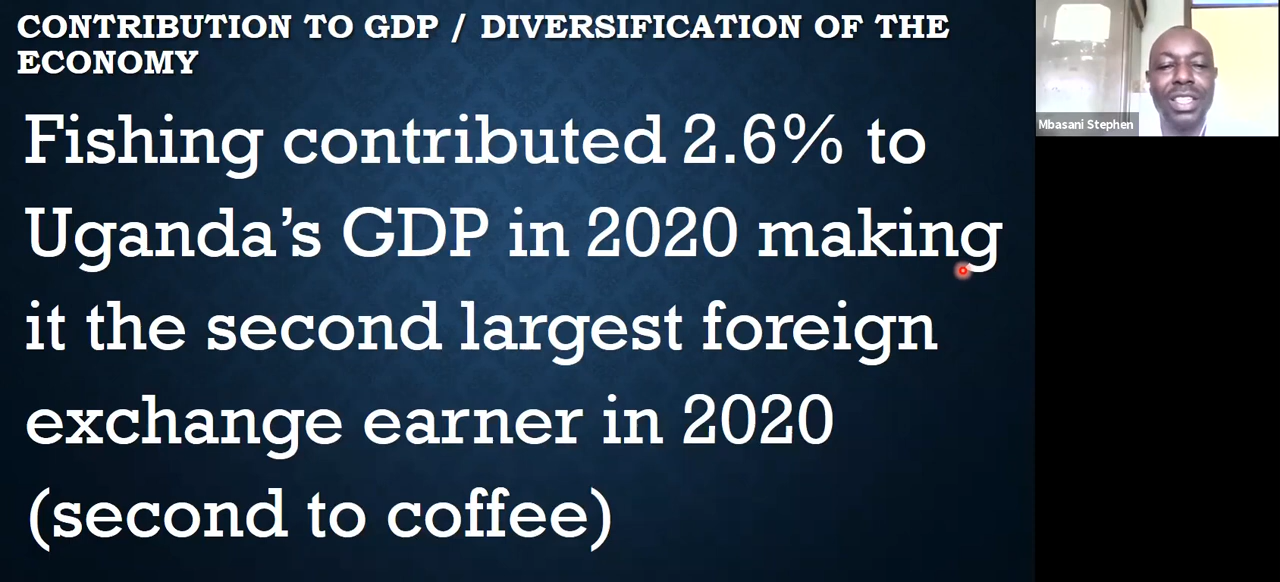 CONTRIBUTION TO GDP / DIVERSIFICATION OF THE
ECONOMY
Fishing contributed 2.6% to
Uganda’s GDP in 2020 making
it the second largest foreign
exchange earner in 2020
(second to coffee)
Mbasani Stephen